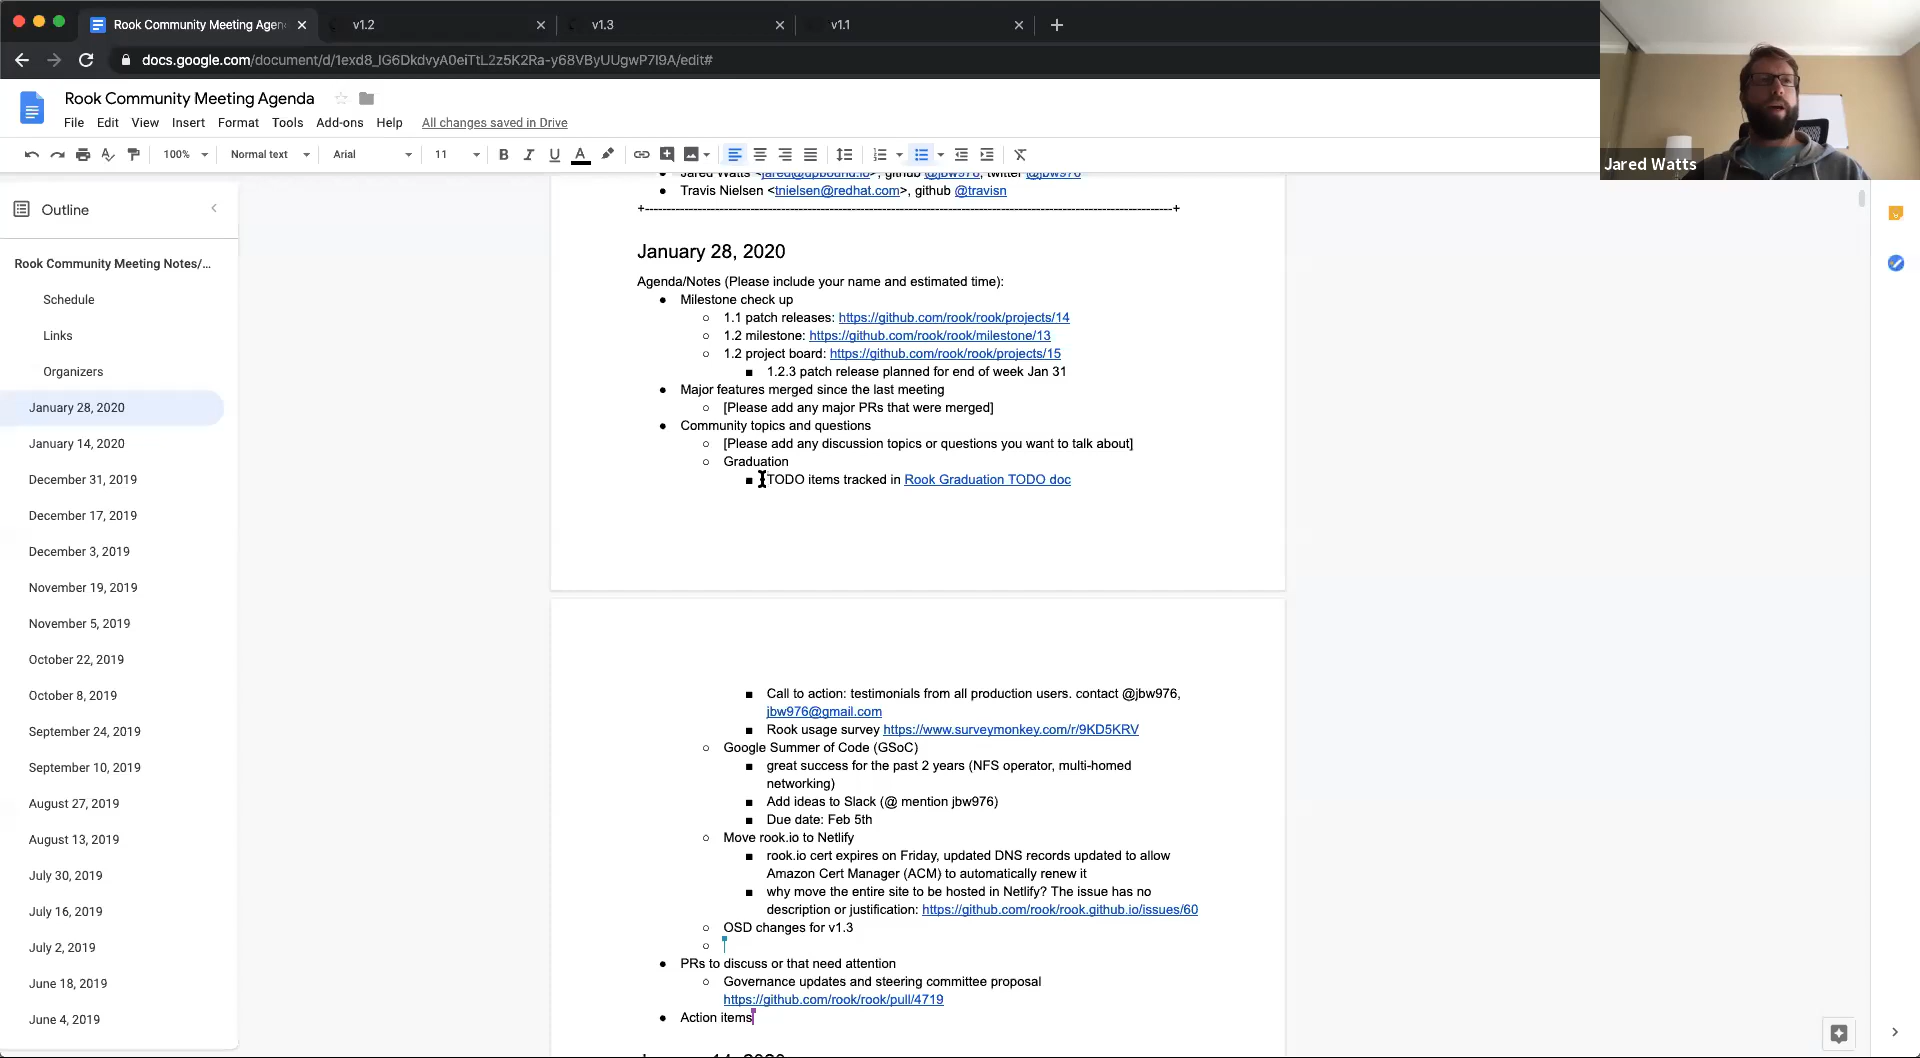 Rook Community Meeting Agen
v1.2
v1.3
v1.1
docs.google.com/document/d/1exd8_IG6DkdvyA0eiTtL2z5K2Ra-y68VByUUgwP7I9A/edit#
Jared Watts
Rook Community Meeting Agenda
File Edit View Insert Format Tools Add-ons Help All changes saved in Drive
100% Normal text Arial 11 B I U A
Outline
Rook Community Meeting Notes/...
Schedule
Links
Organizers
January 28, 2020
January 14, 2020
December 31, 2019
December 17, 2019
December 3, 2019
November 19, 2019
November 5, 2019
October 22, 2019
October 8, 2019
September 24, 2019
September 10, 2019
August 27, 2019
August 13, 2019
July 30, 2019
July 16, 2019
July 2, 2019
June 18, 2019
June 4, 2019
Jared Watts <jared@upbound.io>, github @jbw976, twitter @jbw976
Travis Nielsen <tnielsen@redhat.com>, github @travisn
January 28, 2020
Agenda/Notes (Please include your name and estimated time):
Milestone check up
1.1 patch releases: https://github.com/rook/rook/projects/14
1.2 milestone: https://github.com/rook/rook/milestone/13
1.2 project board: https://github.com/rook/rook/projects/15
1.2.3 patch release planned for end of week Jan 31
Major features merged since the last meeting
[Please add any major PRs that were merged]
Community topics and questions
[Please add any discussion topics or questions you want to talk about]
Graduation
TODO items tracked in Rook Graduation TODO doc
Call to action: testimonials from all production users. contact @jbw976,
jbw976@gmail.com
Rook usage survey https://www.surveymonkey.com/r/9KD5KRV
Google Summer of Code (GSoC)
great success for the past 2 years (NFS operator, multi-homed
networking)
Add ideas to Slack (@ mention jbw976)
Due date: Feb 5th
Move rook.io to Netlify
rook.io cert expires on Friday, updated DNS records updated to allow
Amazon Cert Manager (ACM) to automatically renew it
why move the entire site to be hosted in Netlify? The issue has no
description or justification: https://github.com/rook/rook.github.io/issues/60
OSD changes for v1.3
PRs to discuss or that need attention
Governance updates and steering committee proposal
https://github.com/rook/rook/pull/4719
Action items
January 14, 2020